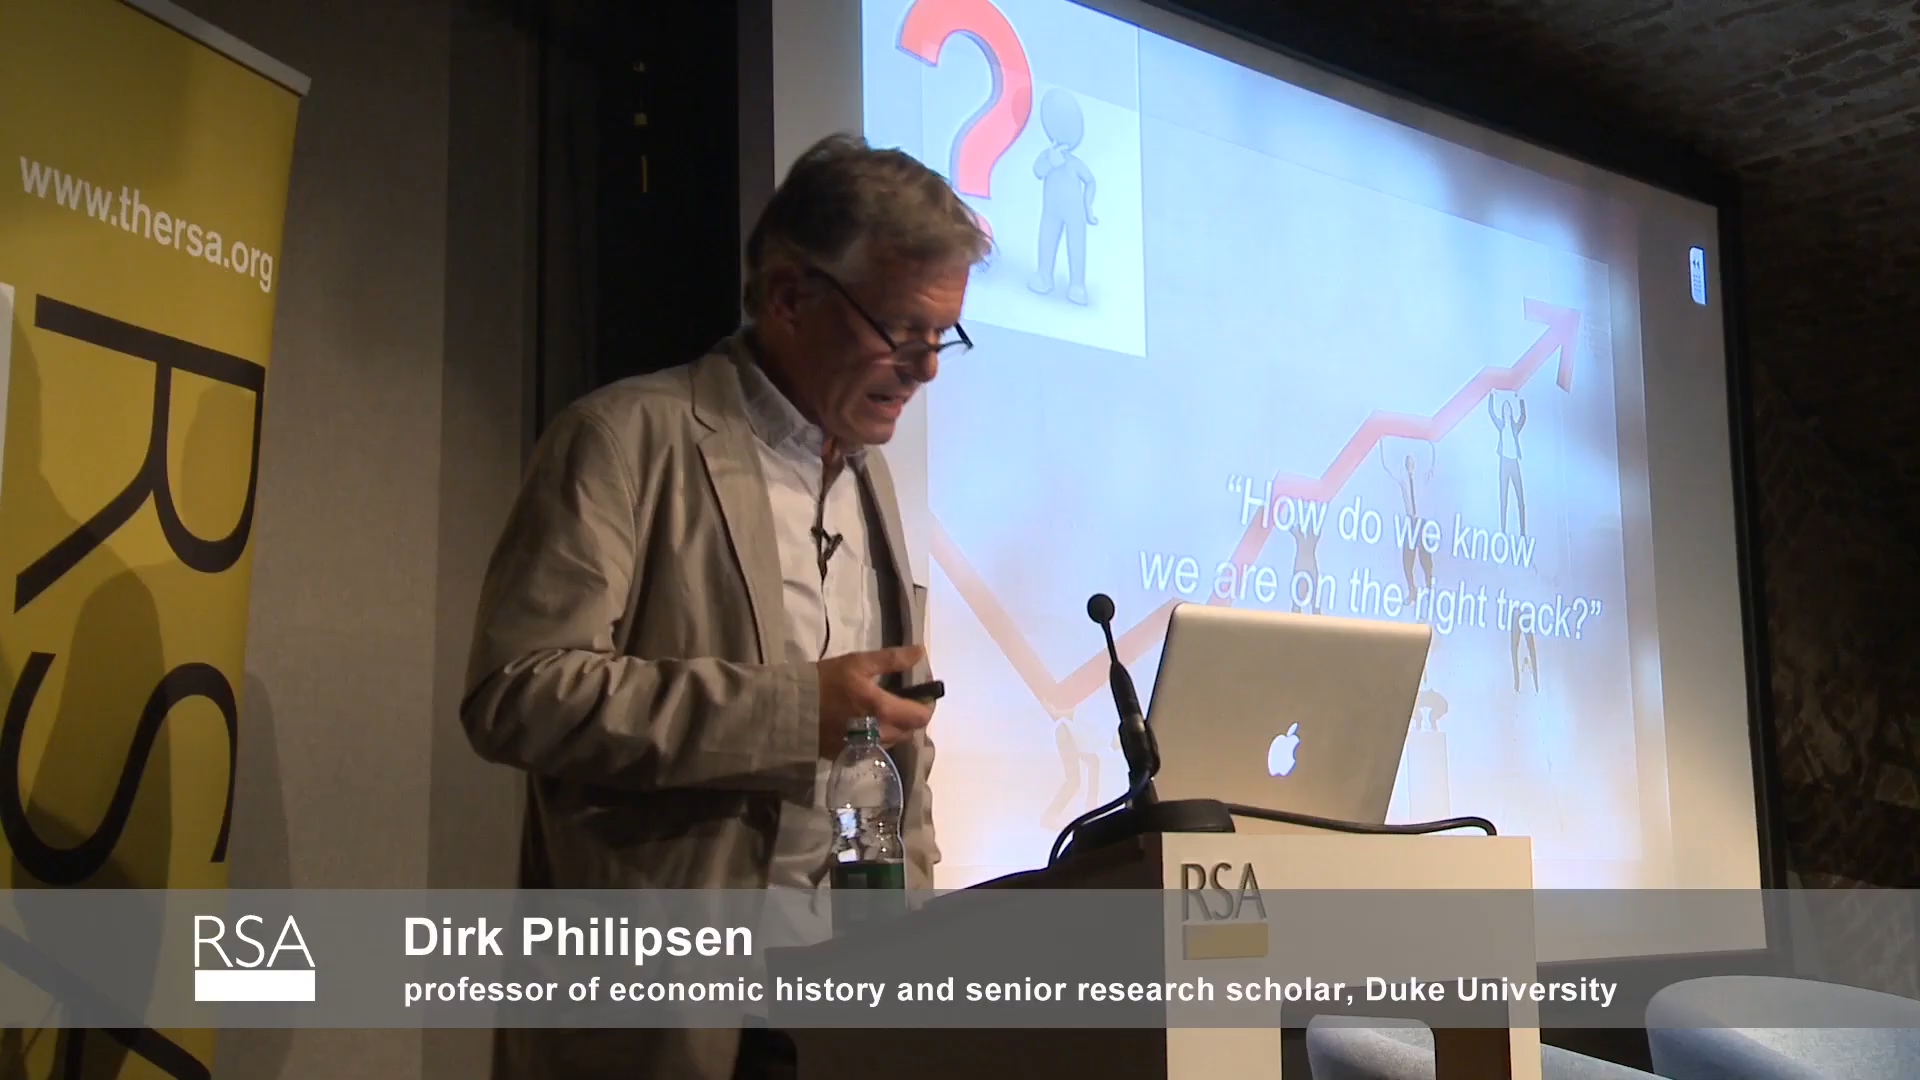 www.thersa.org
RSA
“How do we know
we are on the right track?”
RSA
RSA
Dirk Philipsen
professor of economic history and senior research scholar, Duke University